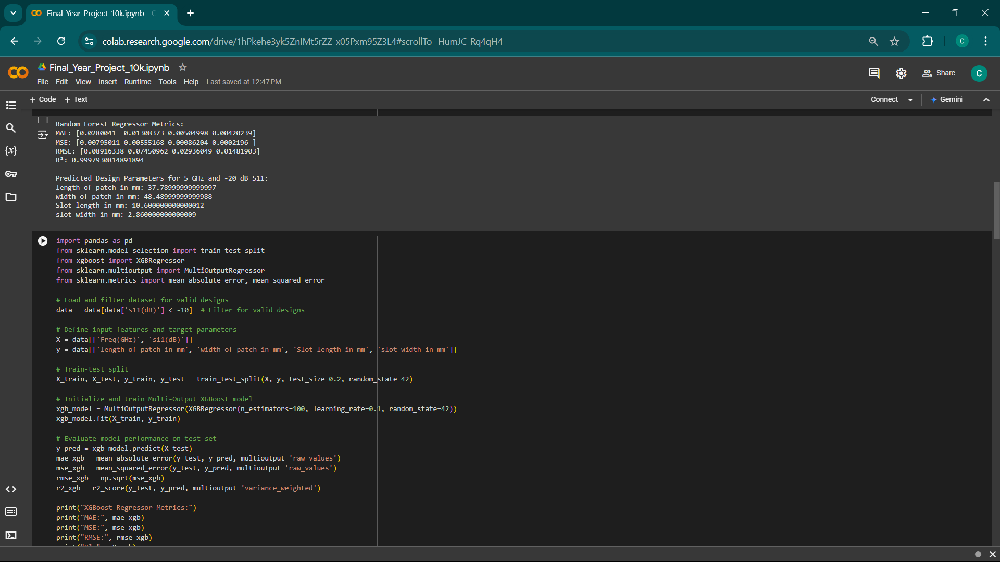 Final_Year_Project_10k.ipynb - C
colab.research.google.com/drive/1hPkehe3yk5ZnIMt5rZZ_x05Pxm95Z3L4#scrollTo=HumJC_Rq4qH4
C
Final_Year_Project_10k.ipynb
File Edit View Insert Runtime Tools Help Last saved at 12:47 PM
Share
C
+ Code + Text
Connect
Gemini
[ ]
Random Forest Regressor Metrics:
MAE: [0.0280041  0.01308373 0.00504998 0.00420239]
MSE: [0.00795011 0.00555168 0.00086204 0.0002196 ]
RMSE: [0.08916338 0.07450962 0.02936049 0.01481903]
R²: 0.9997930814891894
Predicted Design Parameters for 5 GHz and -20 dB S11:
length of patch in mm: 37.78999999999997
width of patch in mm: 48.48999999999988
Slot length in mm: 10.600000000000012
slot width in mm: 2.860000000000009
import pandas as pd
from sklearn.model_selection import train_test_split
from xgboost import XGBRegressor
from sklearn.multioutput import MultiOutputRegressor
from sklearn.metrics import mean_absolute_error, mean_squared_error
# Load and filter dataset for valid designs
data = data[data['s11(dB)'] < -10]  # Filter for valid designs
# Define input features and target parameters
X = data[['Freq(GHz)', 's11(dB)']]
y = data[['length of patch in mm', 'width of patch in mm', 'Slot length in mm', 'slot width in mm']]
# Train-test split
X_train, X_test, y_train, y_test = train_test_split(X, y, test_size=0.2, random_state=42)
# Initialize and train Multi-Output XGBoost model
xgb_model = MultiOutputRegressor(XGBRegressor(n_estimators=100, learning_rate=0.1, random_state=42))
xgb_model.fit(X_train, y_train)
# Evaluate model performance on test set
y_pred = xgb_model.predict(X_test)
mae_xgb = mean_absolute_error(y_test, y_pred, multioutput='raw_values')
mse_xgb = mean_squared_error(y_test, y_pred, multioutput='raw_values')
rmse_xgb = np.sqrt(mse_xgb)
r2_xgb = r2_score(y_test, y_pred, multioutput='variance_weighted')
print("XGBoost Regressor Metrics:")
print("MAE:", mae_xgb)
print("MSE:", mse_xgb)
print("RMSE:", rmse_xgb)